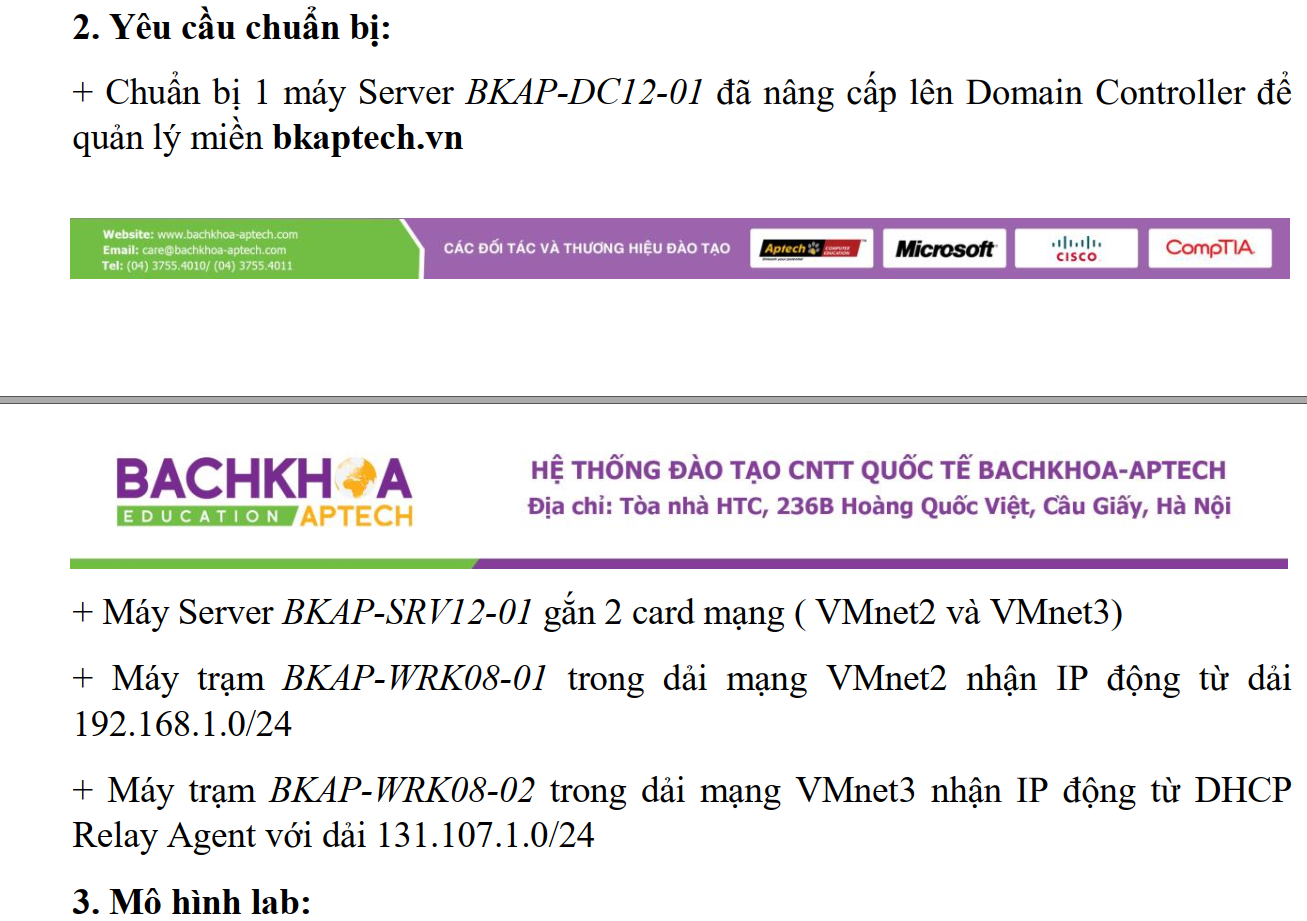 2. Yêu cầu chuẩn bị:
+ Chuẩn bị 1 máy Server BKAP-DC12-01 đã nâng cấp lên Domain Controller để
quản lý miền bkaptech.vn
Website: www.bachkhoa-aptech.com
Email: care@bachkhoa-aptech.com
Tel: (04) 3755.4010/ (04) 3755.4011
CÁC ĐỐI TÁC VÀ THƯƠNG HIỆU ĐÀO TẠO
Aptech COMPUTER EDUCATION
Microsoft
CISCO
CompTIA
BACHKHOA
EDUCATION APTECH
HỆ THỐNG ĐÀO TẠO CNTT QUỐC TẾ BACHKHOA-APTECH
Địa chỉ: Tòa nhà HTC, 236B Hoàng Quốc Việt, Cầu Giấy, Hà Nội
+ Máy Server BKAP-SRV12-01 gắn 2 card mạng ( VMnet2 và VMnet3)
+ Máy trạm BKAP-WRK08-01 trong dải mạng VMnet2 nhận IP động từ dải
192.168.1.0/24
+ Máy trạm BKAP-WRK08-02 trong dải mạng VMnet3 nhận IP động từ DHCP
Relay Agent với dải 131.107.1.0/24
3. Mô hình lab: